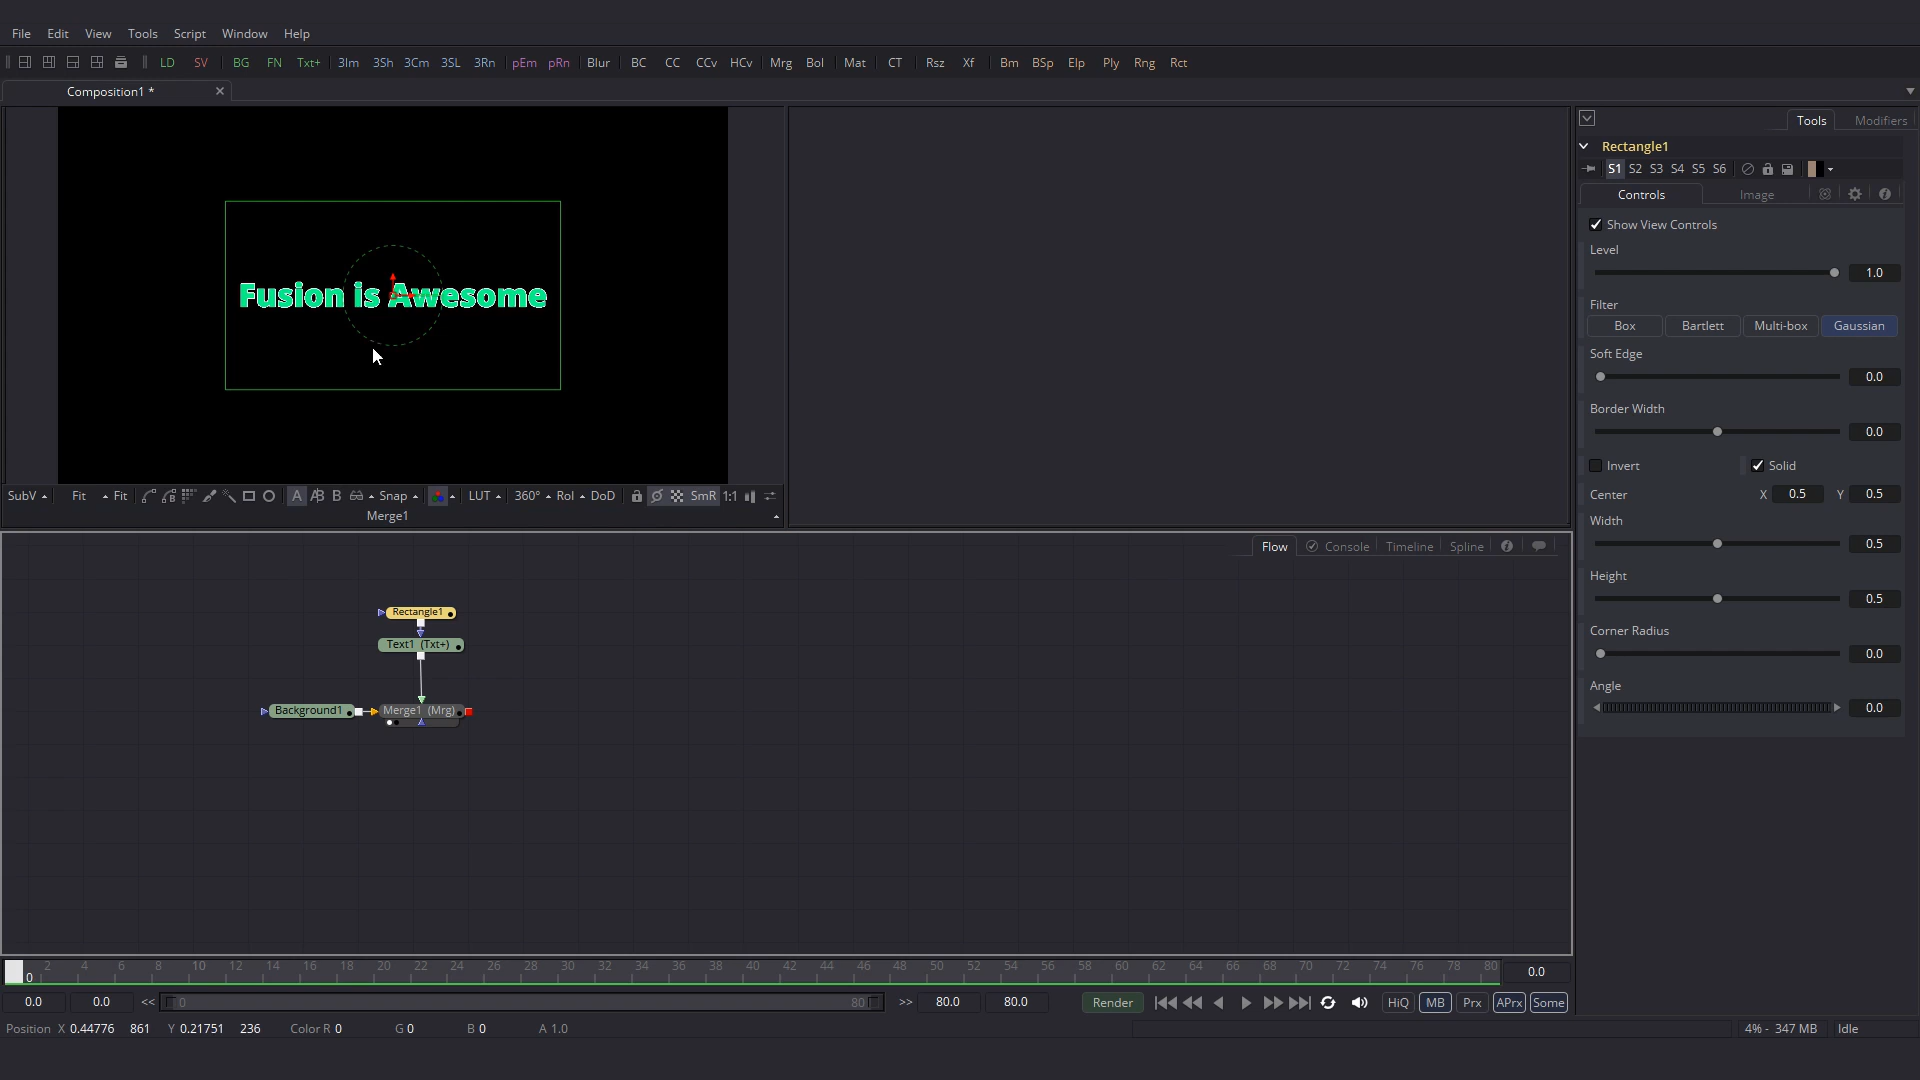 File Edit View Tools Script Window Help
LD SV BG FN Txt+ 3Im 3Sh 3Cm 3SL 3Rn pEm pRn Blur BC CC CCv HCv Mrg Bol Mat CT Rsz Xf Bm BSp Elp Ply Rng Rct
Composition1 *
Tools Modifiers
Rectangle1
S1 S2 S3 S4 S5 S6
Controls Image
Show View Controls
Level
1.0
Filter
Box Bartlett Multi-box Gaussian
Soft Edge
0.0
Border Width
0.0
Invert Solid
Center X 0.5 Y 0.5
Width
0.5
Height
0.5
Corner Radius
0.0
Angle
0.0
Fusion is Awesome
SubV Fit Fit A AB B Snap LUT 360° RoI DoD SmR 1:1
Merge1
Flow Console Timeline Spline
Rectangle1
Text1 (Txt+)
Background1 Merge1 (Mrg)
0 2 4 6 8 10 12 14 16 18 20 22 24 26 28 30 32 34 36 38 40 42 44 46 48 50 52 54 56 58 60 62 64 66 68 70 72 74 76 78 80 0.0
0.0 0.0 << 0 80 >> 80.0 80.0 Render HiQ MB Prx APrx Some
Position X 0.44776 861 Y 0.21751 236 Color R 0 G 0 B 0 A 1.0 4% - 347 MB Idle